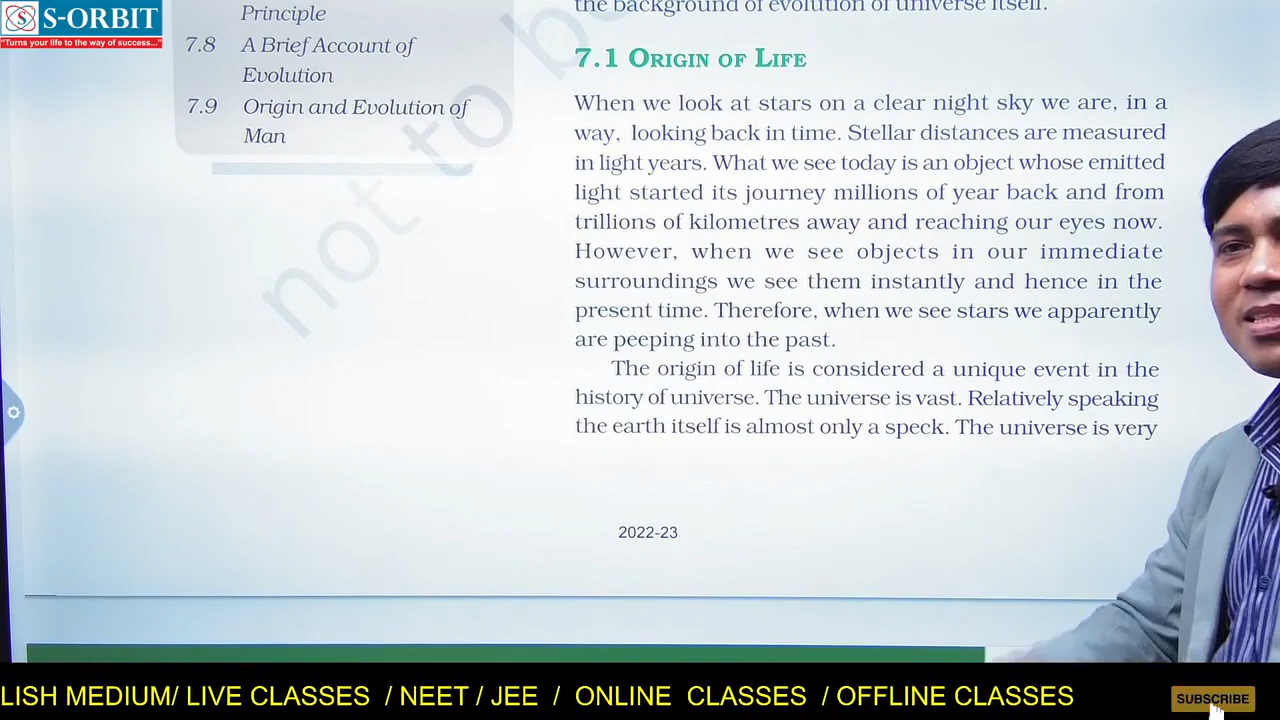 S-ORBIT
"Turns your life to the way of success..."
Principle
7.8 A Brief Account of
Evolution
7.9 Origin and Evolution of
Man
the background of evolution of universe itself.
7.1 ORIGIN OF LIFE
When we look at stars on a clear night sky we are, in a
way, looking back in time. Stellar distances are measured
in light years. What we see today is an object whose emitted
light started its journey millions of year back and from
trillions of kilometres away and reaching our eyes now.
However, when we see objects in our immediate
surroundings we see them instantly and hence in the
present time. Therefore, when we see stars we apparently
are peeping into the past.
The origin of life is considered a unique event in the
history of universe. The universe is vast. Relatively speaking
the earth itself is almost only a speck. The universe is very
not to b
2022-23
LISH MEDIUM/ LIVE CLASSES / NEET / JEE / ONLINE CLASSES / OFFLINE CLASSES
SUBSCRIBE